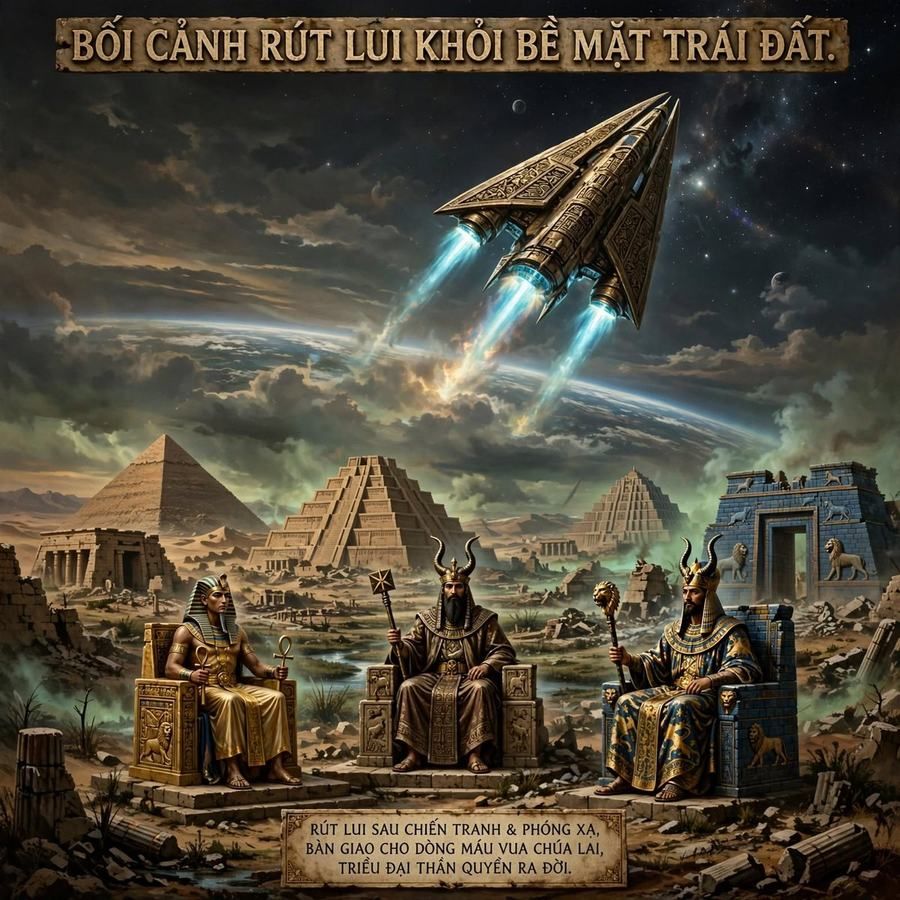 BỐI CẢNH RÚT LUI KHỎI BỀ MẶT TRÁI ĐẤT.
RÚT LUI SAU CHIẾN TRANH & PHÓNG XẠ,
BÀN GIAO CHO DÒNG MÁU VUA CHÚA LAI,
TRIỀU ĐẠI THẦN QUYỀN RA ĐỜI.